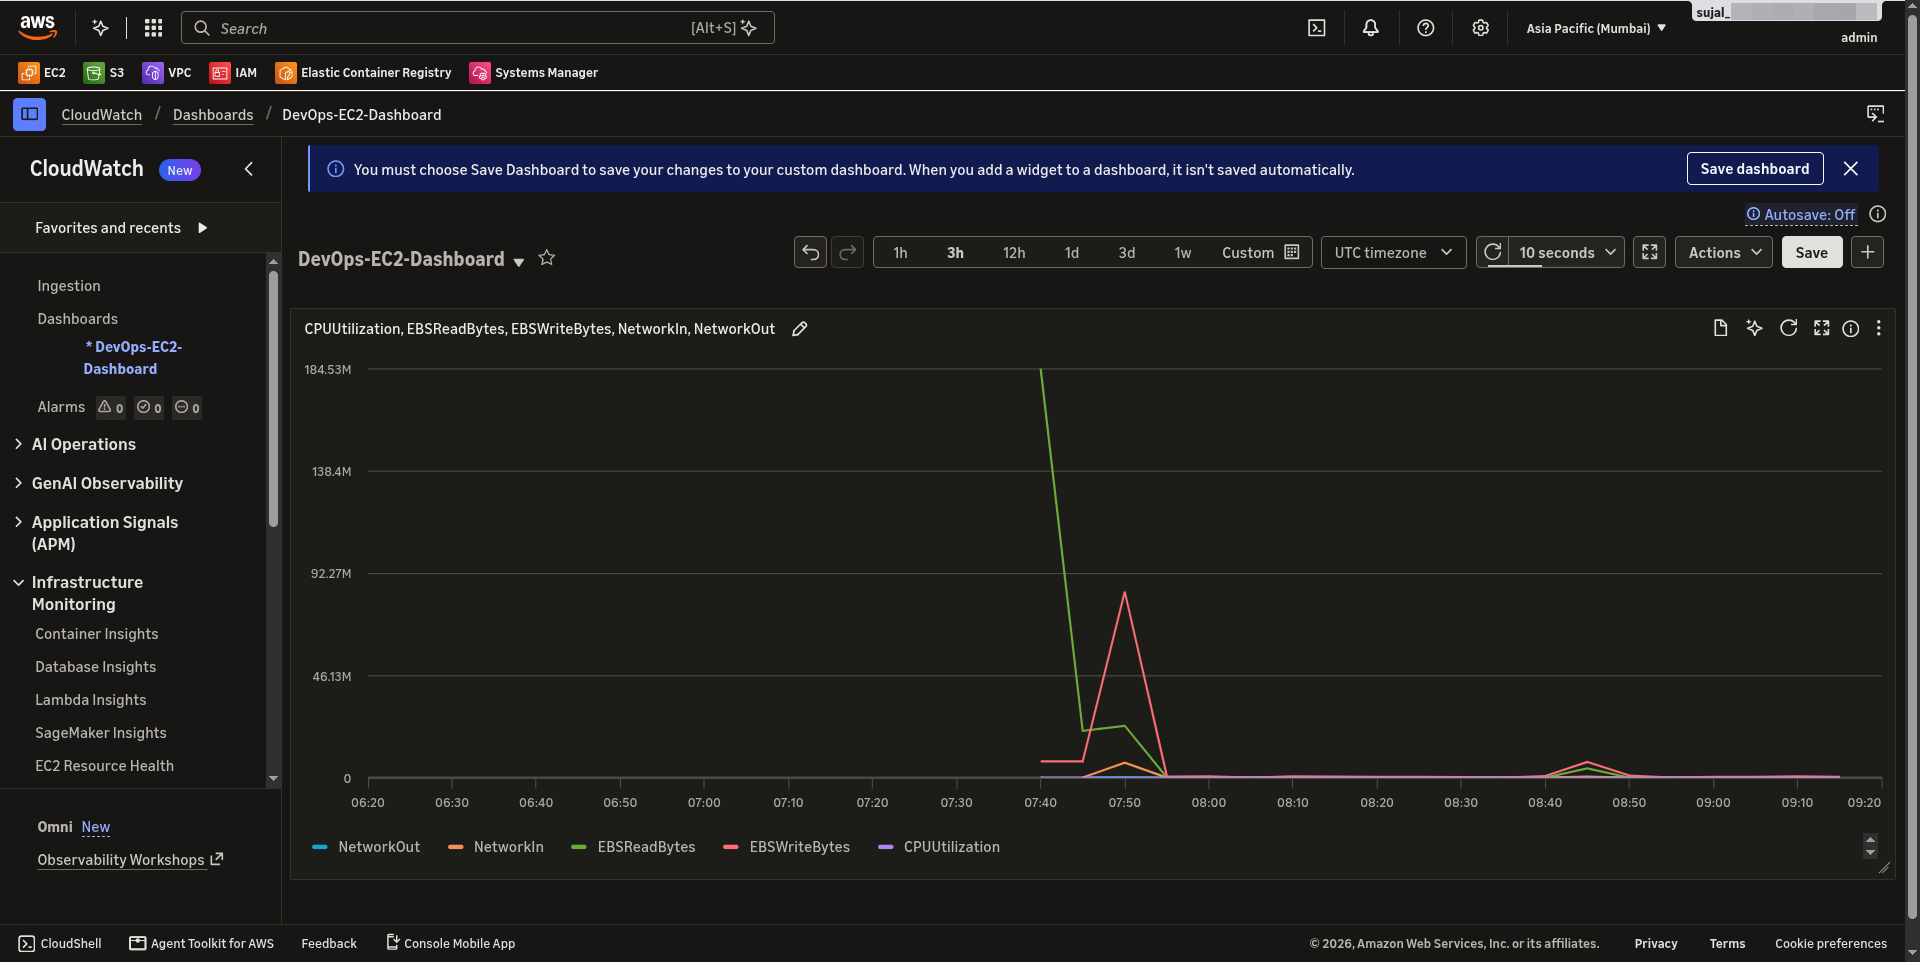 aws
Search [Alt+S]
Asia Pacific (Mumbai)
sujal_
admin
EC2 S3 VPC IAM Elastic Container Registry Systems Manager
CloudWatch / Dashboards / DevOps-EC2-Dashboard
CloudWatch New
Favorites and recents
Ingestion
Dashboards
* DevOps-EC2-
Dashboard
Alarms 0 0 0
AI Operations
GenAI Observability
Application Signals
(APM)
Infrastructure
Monitoring
Container Insights
Database Insights
Lambda Insights
SageMaker Insights
EC2 Resource Health
Omni New
Observability Workshops
You must choose Save Dashboard to save your changes to your custom dashboard. When you add a widget to a dashboard, it isn't saved automatically.
Save dashboard
Autosave: Off
DevOps-EC2-Dashboard
1h 3h 12h 1d 3d 1w Custom
UTC timezone
10 seconds
Actions
Save
CPUUtilization, EBSReadBytes, EBSWriteBytes, NetworkIn, NetworkOut
184.53M
138.4M
92.27M
46.13M
0
06:20 06:30 06:40 06:50 07:00 07:10 07:20 07:30 07:40 07:50 08:00 08:10 08:20 08:30 08:40 08:50 09:00 09:10 09:20
NetworkOut NetworkIn EBSReadBytes EBSWriteBytes CPUUtilization
CloudShell Agent Toolkit for AWS Feedback Console Mobile App
© 2026, Amazon Web Services, Inc. or its affiliates. Privacy Terms Cookie preferences